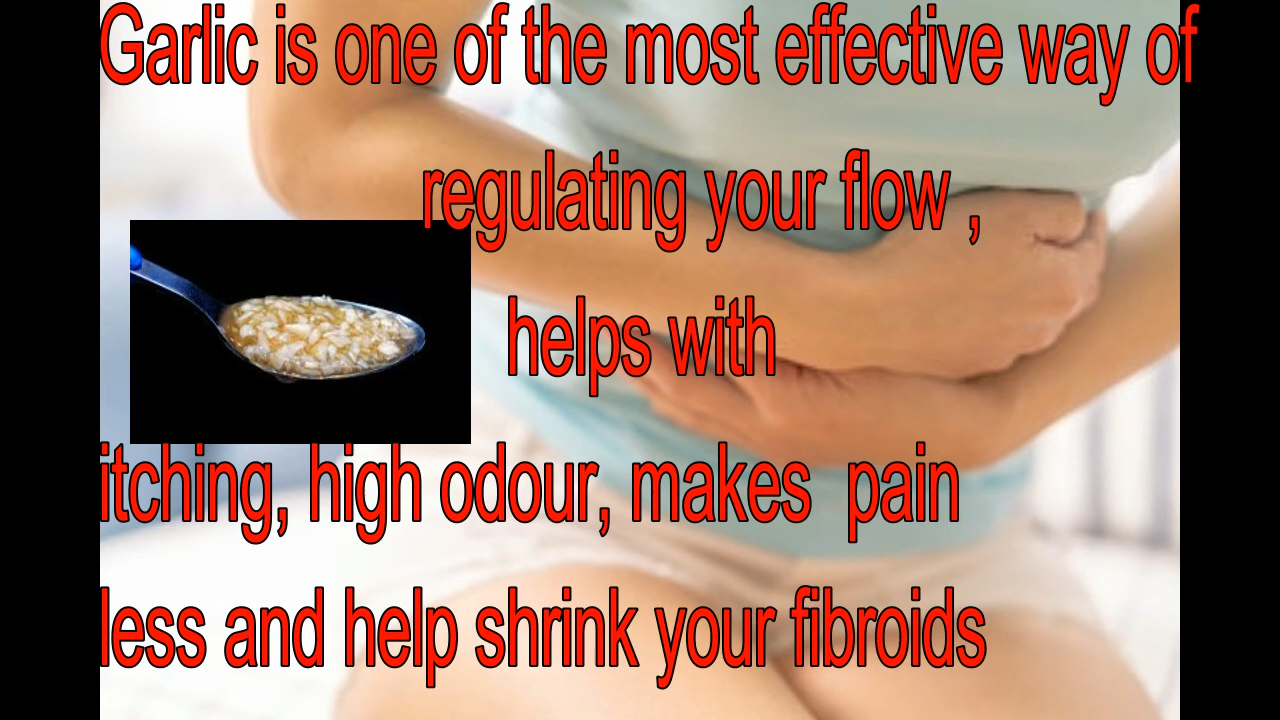 Garlic is one of the most effective way of
regulating your flow ,
helps with
itching, high odour, makes  pain
less and help shrink your fibroids